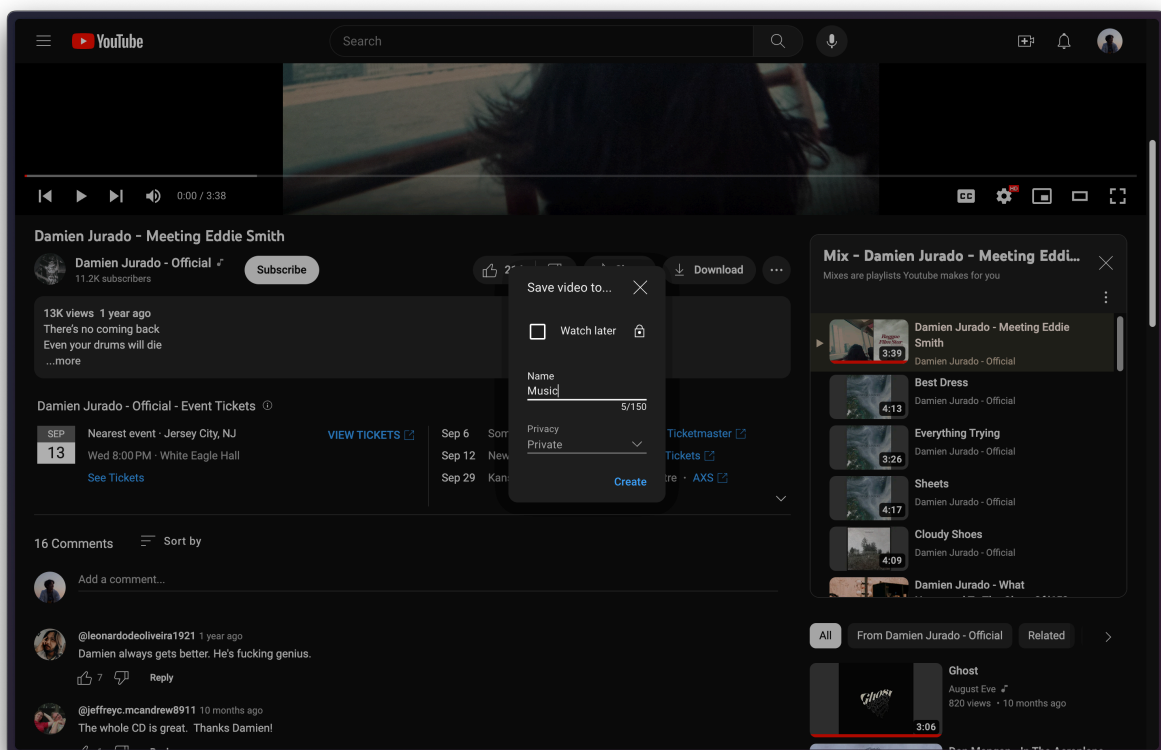 YouTube
Search
0:00 / 3:38
CC
HD
Damien Jurado - Meeting Eddie Smith
Damien Jurado - Official
11.2K subscribers
Subscribe
Download
13K views 1 year ago
There's no coming back
Even your drums will die
...more
Save video to...
Watch later
Name
Music
5/150
Privacy
Private
Create
Damien Jurado - Official - Event Tickets
SEP
13
Nearest event · Jersey City, NJ
Wed 8:00 PM · White Eagle Hall
See Tickets
VIEW TICKETS
Sep 6
Ticketmaster
Sep 12
Tickets
Sep 29
· AXS
16 Comments
Sort by
Add a comment...
@leonardodeoliveira1921 1 year ago
Damien always gets better. He's fucking genius.
7
Reply
@jeffreyc.mcandrew8911 10 months ago
The whole CD is great. Thanks Damien!
Mix - Damien Jurado - Meeting Eddi...
Mixes are playlists Youtube makes for you
3:39
Damien Jurado - Meeting Eddie
Smith
Damien Jurado - Official
4:13
Best Dress
Damien Jurado - Official
3:26
Everything Trying
Damien Jurado - Official
4:17
Sheets
Damien Jurado - Official
4:09
Cloudy Shoes
Damien Jurado - Official
Damien Jurado - What
All
From Damien Jurado - Official
Related
Ghost
3:06
Ghost
August Eve
820 views · 10 months ago